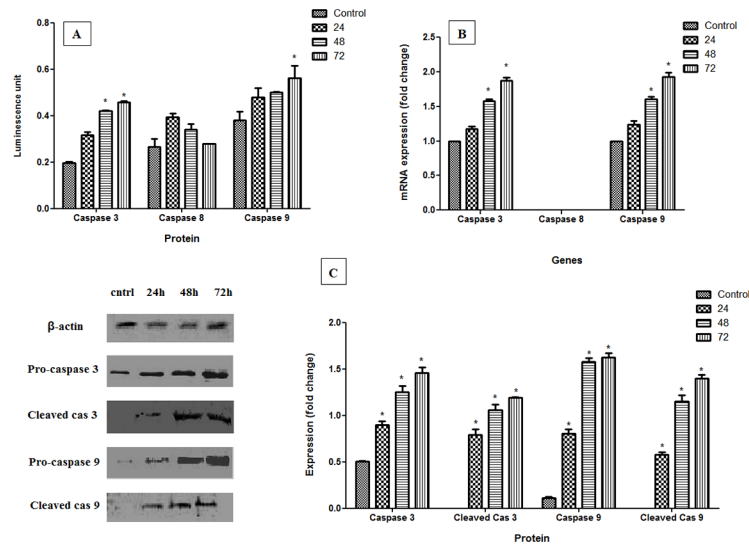 A
Control
24
48
72
Luminescence unit
0.8
0.6
0.4
0.2
0.0
* * *
Caspase 3 Caspase 8 Caspase 9
Protein
B
Control
24
48
72
mRNA expression (fold change)
2.5
2.0
1.5
1.0
0.5
0.0
* * * *
Caspase 3 Caspase 8 Caspase 9
Genes
cntrl 24h 48h 72h
β-actin
Pro-caspase 3
Cleaved cas 3
Pro-caspase 9
Cleaved cas 9
C
Control
24
48
72
Expression (fold change)
2.0
1.5
1.0
0.5
0.0
* * * * * * * * * * * *
Caspase 3 Cleaved Cas 3 Caspase 9 Cleaved Cas 9
Protein